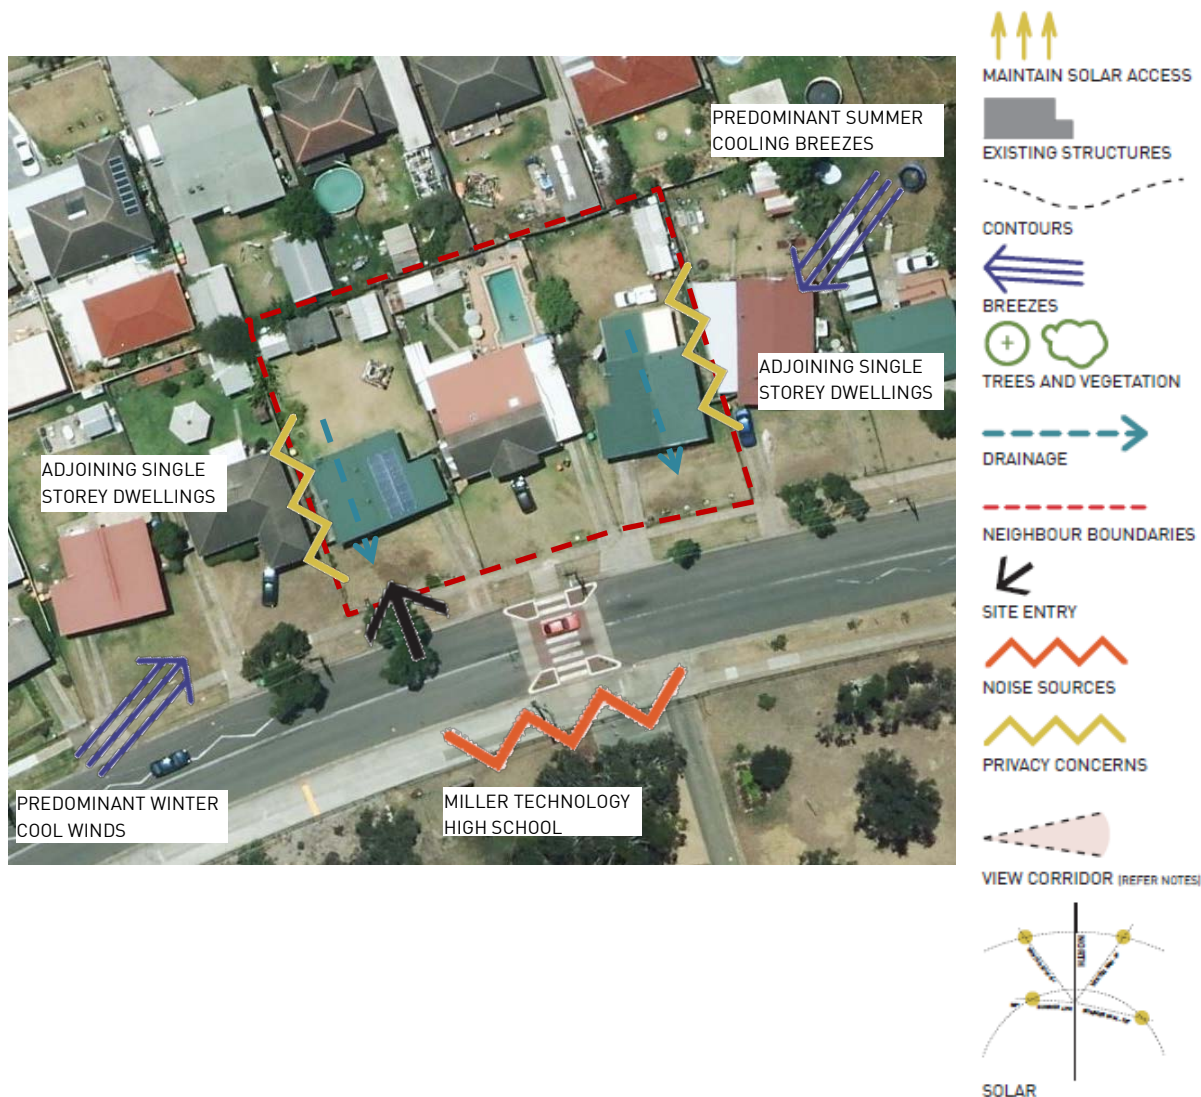 PREDOMINANT SUMMER
COOLING BREEZES
ADJOINING SINGLE
STOREY DWELLINGS
ADJOINING SINGLE
STOREY DWELLINGS
PREDOMINANT WINTER
COOL WINDS
MILLER TECHNOLOGY
HIGH SCHOOL
MAINTAIN SOLAR ACCESS
EXISTING STRUCTURES
CONTOURS
BREEZES
TREES AND VEGETATION
DRAINAGE
NEIGHBOUR BOUNDARIES
SITE ENTRY
NOISE SOURCES
PRIVACY CONCERNS
VIEW CORRIDOR (REFER NOTES)
NORTH
SOLAR